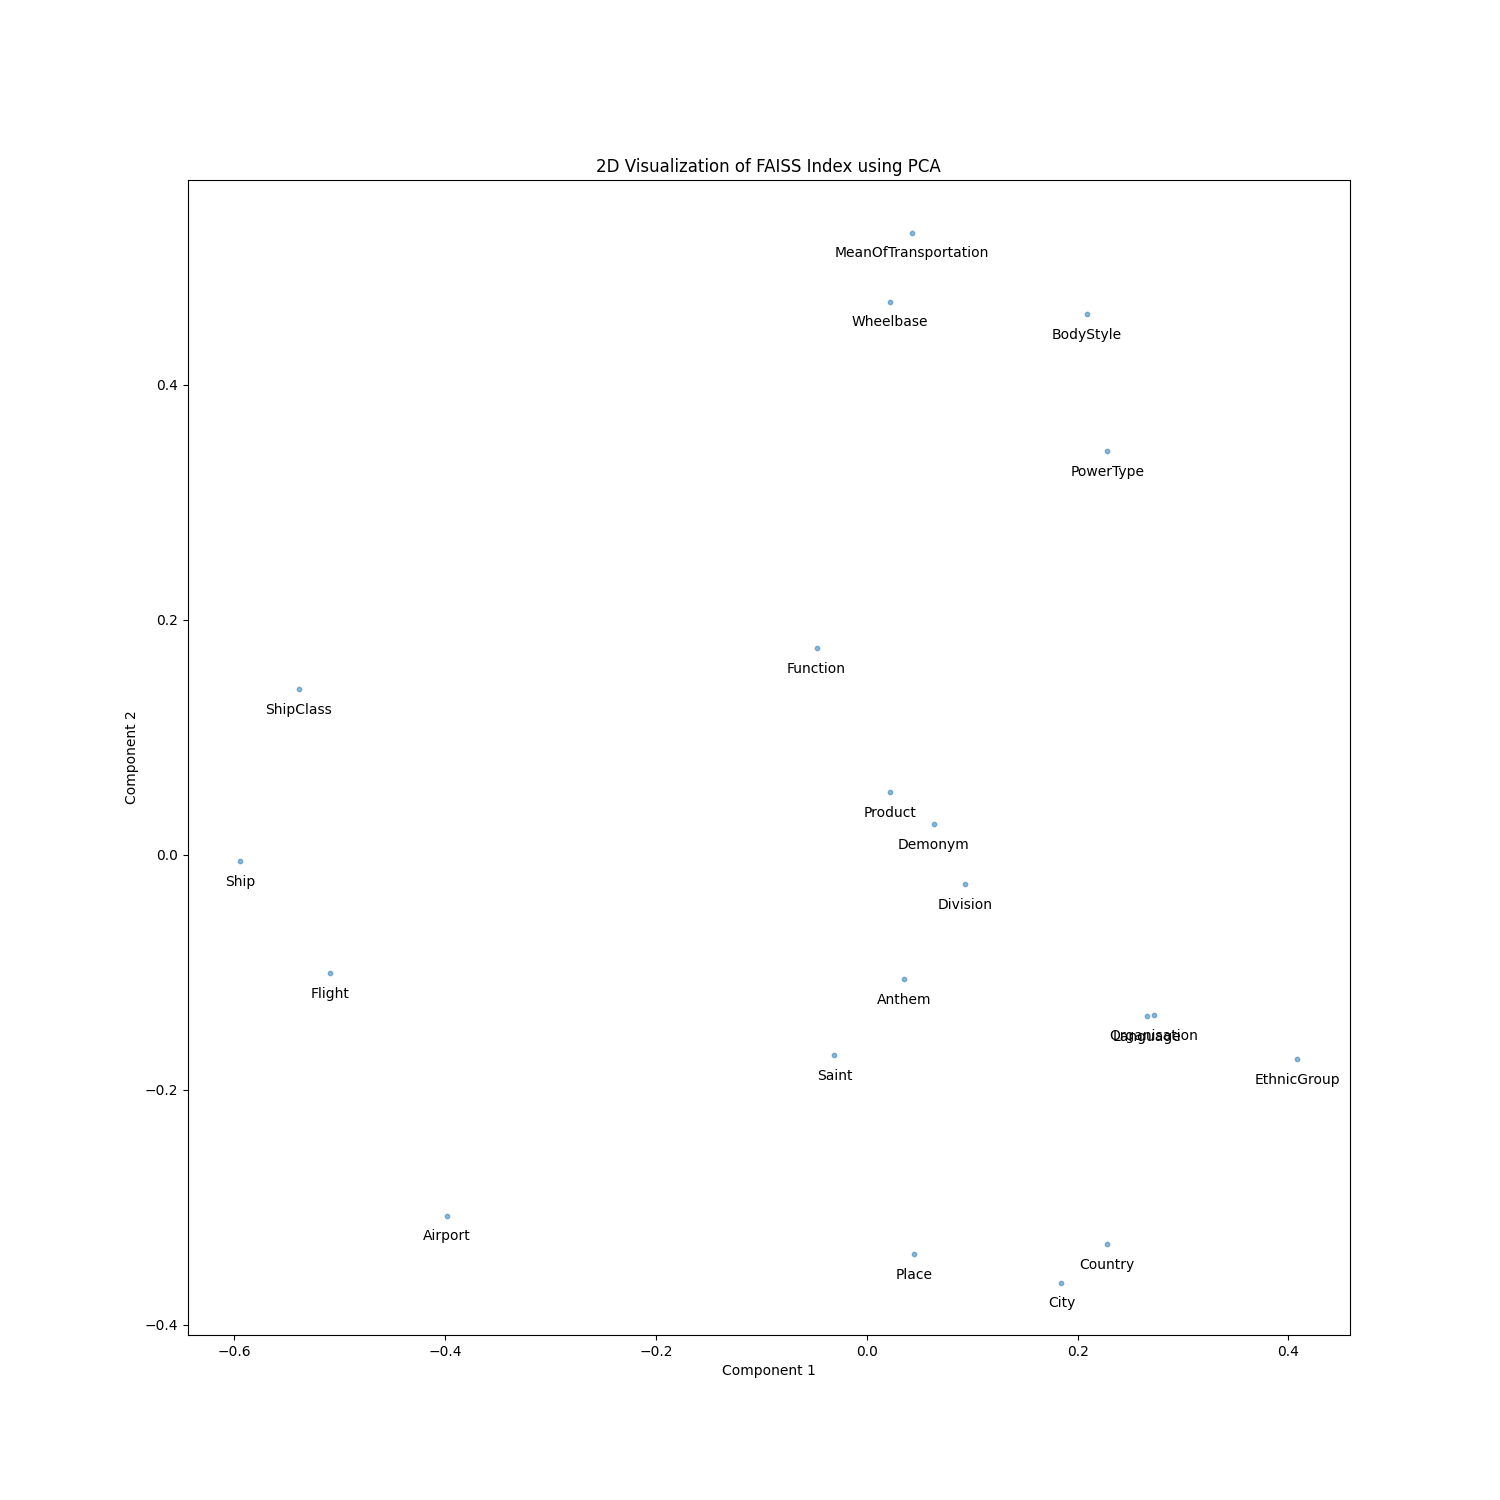 2D Visualization of FAISS Index using PCA
MeanOfTransportation
Wheelbase
BodyStyle
0.4
PowerType
0.2
Function
ShipClass
Component 2
Product
Demonym
0.0
Ship
Division
Flight
Anthem
Organisation
Language
Saint
EthnicGroup
−0.2
Airport
Country
Place
City
−0.4
−0.6 −0.4 −0.2 0.0 0.2 0.4
Component 1